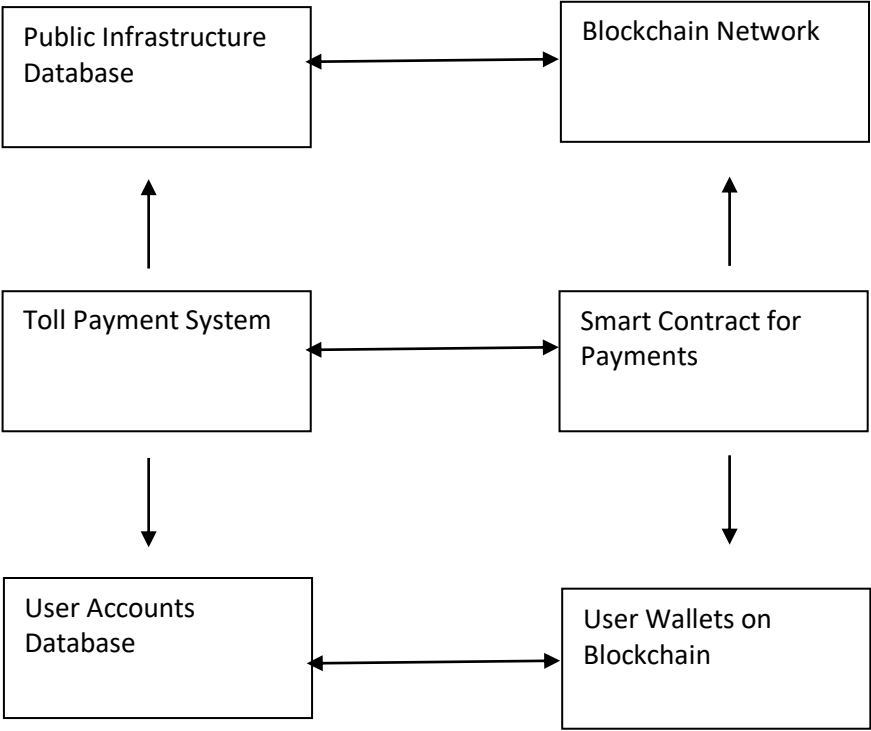 Public Infrastructure
Database
Blockchain Network
Toll Payment System
Smart Contract for
Payments
User Accounts
Database
User Wallets on
Blockchain